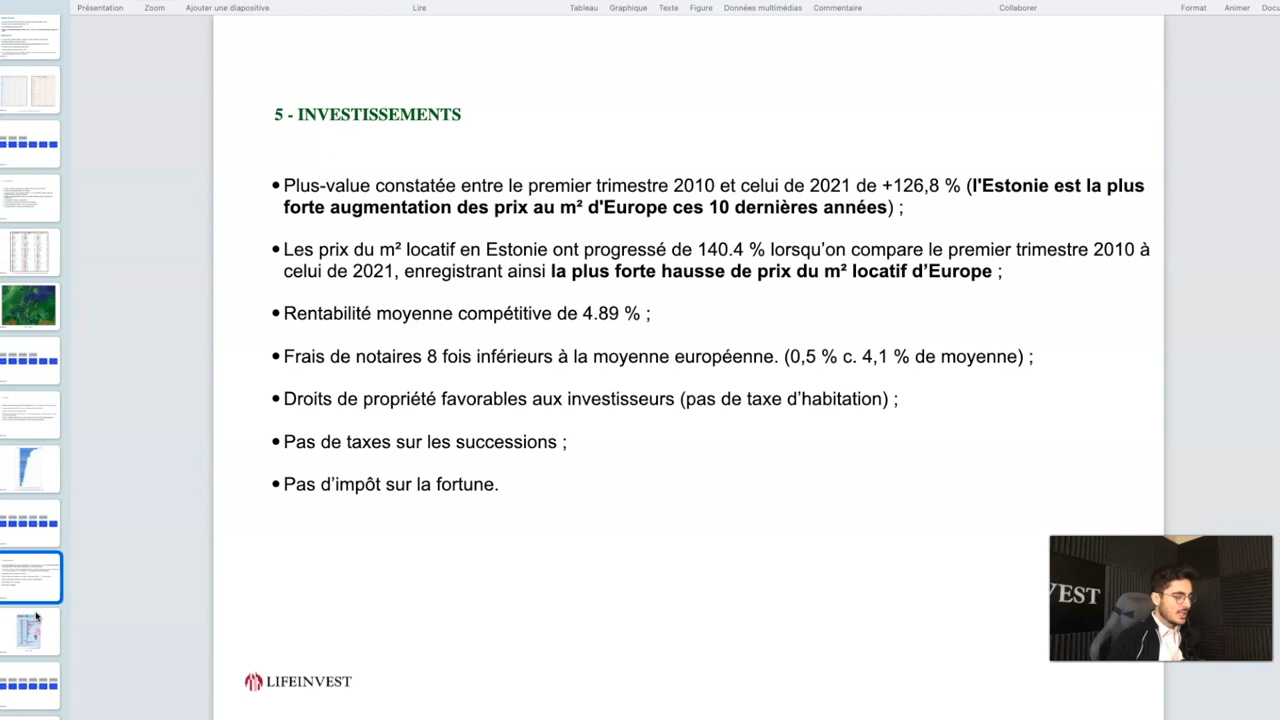 Présentation Zoom Ajouter une diapositive Lire Tableau Graphique Texte Figure Données multimédias Commentaire Collaborer Format Animer
5 - INVESTISSEMENTS
• Plus-value constatée entre le premier trimestre 2010 et celui de 2021 de +126,8 % (l'Estonie est la plus
forte augmentation des prix au m² d'Europe ces 10 dernières années) ;
• Les prix du m² locatif en Estonie ont progressé de 140.4 % lorsqu’on compare le premier trimestre 2010 à
celui de 2021, enregistrant ainsi la plus forte hausse de prix du m² locatif d’Europe ;
• Rentabilité moyenne compétitive de 4.89 % ;
• Frais de notaires 8 fois inférieurs à la moyenne européenne. (0,5 % c. 4,1 % de moyenne) ;
• Droits de propriété favorables aux investisseurs (pas de taxe d’habitation) ;
• Pas de taxes sur les successions ;
• Pas d’impôt sur la fortune.
VEST
LIFEINVEST